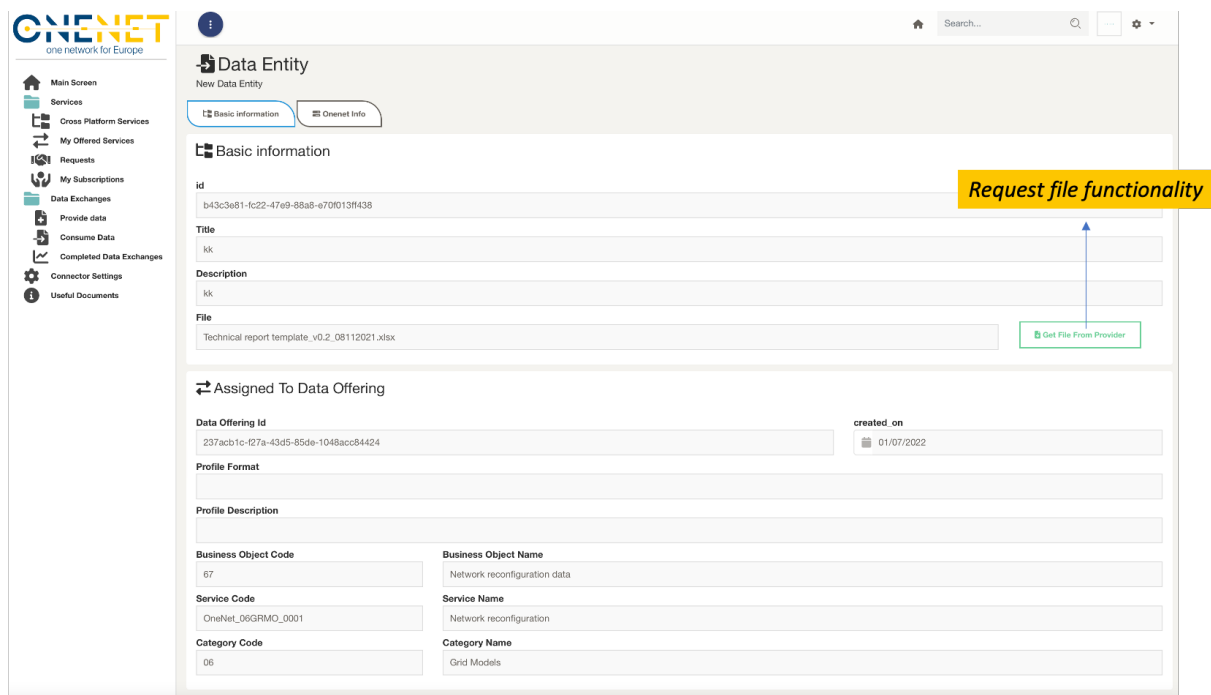 ONENET
one network for Europe
Main Screen
Services
Cross Platform Services
My Offered Services
Requests
My Subscriptions
Data Exchanges
Provide data
Consume Data
Completed Data Exchanges
Connector Settings
Useful Documents
Search...
Data Entity
New Data Entity
Basic information
Onenet Info
Basic information
Request file functionality
id
b43c3e81-fc22-47e9-88a8-e70f013ff438
Title
kk
Description
kk
File
Technical report template_v0.2_08112021.xlsx
Get File From Provider
Assigned To Data Offering
Data Offering Id
created_on
237acb1c-f27a-43d5-85de-1048acc84424
01/07/2022
Profile Format
Profile Description
Business Object Code
Business Object Name
67
Network reconfiguration data
Service Code
Service Name
OneNet_06GRMO_0001
Network reconfiguration
Category Code
Category Name
06
Grid Models